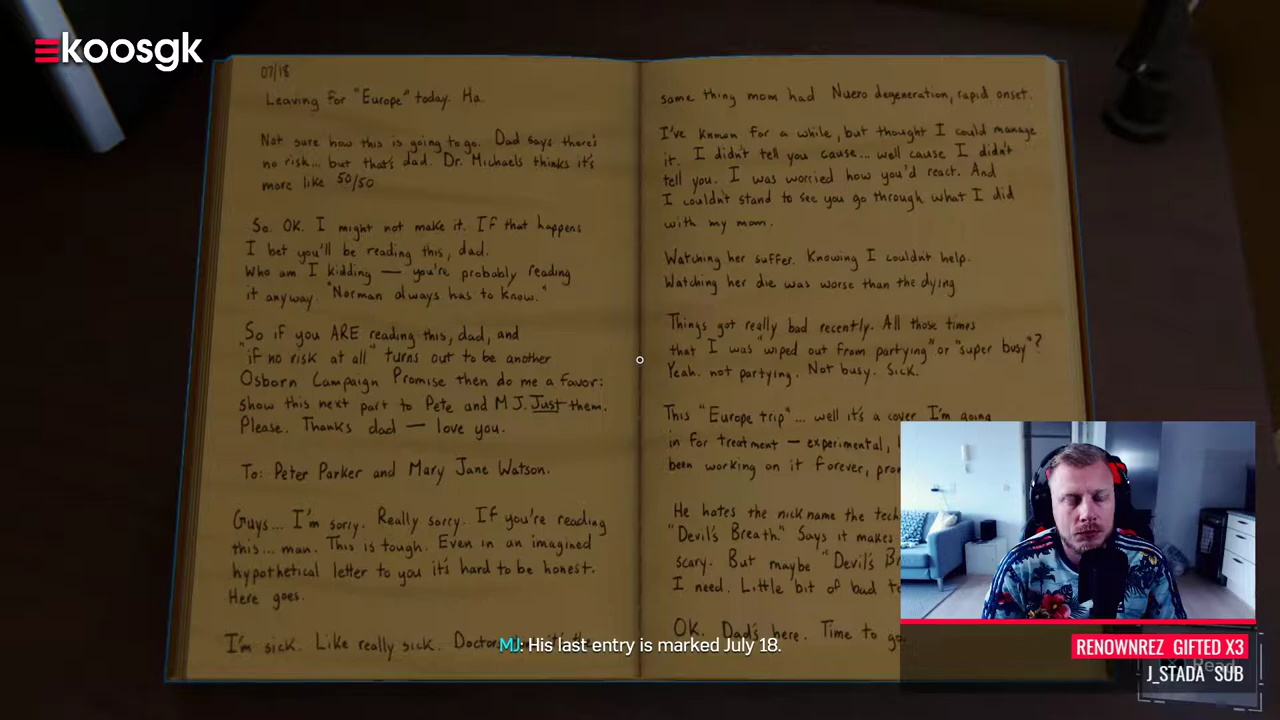 koosgk
07/18
Leaving for "Europe" today. Ha.
Not sure how this is going to go. Dad says there's
no risk... but that's dad. Dr. Michaels thinks it's
more like 50/50
So. OK. I might not make it. If that happens
I bet you'll be reading this, dad.
Who am I kidding — you're probably reading
it anyway. "Norman always has to know."
So if you ARE reading this, dad, and
"if no risk at all" turns out to be another
Osborn Campaign Promise then do me a favor:
show this next part to Pete and MJ. Just them.
Please. Thanks dad — love you.
To: Peter Parker and Mary Jane Watson.
Guys... I'm sorry. Really sorry. If you're reading
this... man. This is tough. Even in an imagined
hypothetical letter to you it's hard to be honest.
Here goes.
I'm sick. Like really sick. Doctor
same thing mom had Nuero degeneration, rapid onset.
I've known for a while, but thought I could manage
it. I didn't tell you cause... well cause I didn't
tell you. I was worried how you'd react. And
I couldn't stand to see you go through what I did
with my mom.
Watching her suffer. Knowing I couldn't help.
Watching her die was worse than the dying
Things got really bad recently. All those times
that I was "wiped out from partying" or "super busy"?
Yeah. not partying. Not busy. Sick.
This "Europe trip"... well it's a cover I'm going
in for treatment — experimental,
been working on it forever,
He hates the nickname the
"Devil's Breath." Says it makes
scary. But maybe "Devil's
I need. Little bit of bad
OK. Dad's here. Time to
MJ: His last entry is marked July 18.
RENOWNREZ GIFTED X3
J_STADA SUB
Read